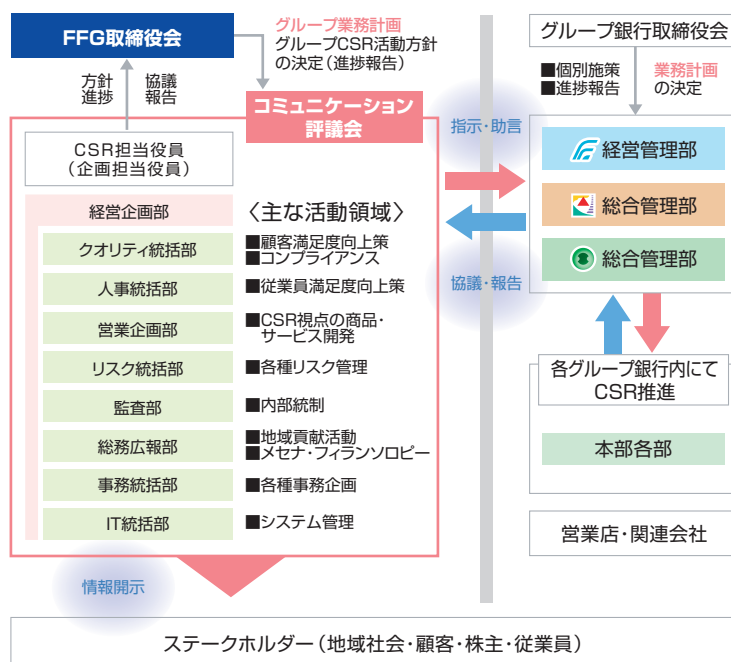 FFG取締役会
グループ業務計画
グループCSR活動方針
の決定(進捗報告)
方針 協議
進捗 報告
コミュニケーション
評議会
CSR担当役員
(企画担当役員)
経営企画部
〈主な活動領域〉
クオリティ統括部
■顧客満足度向上策
■コンプライアンス
人事統括部
■従業員満足度向上策
営業企画部
■CSR視点の商品・
サービス開発
リスク統括部
■各種リスク管理
監査部
■内部統制
総務広報部
■地域貢献活動
■メセナ・フィランソロピー
事務統括部
■各種事務企画
IT統括部
■システム管理
情報開示
指示・助言
協議・報告
グループ銀行取締役会
■個別施策
■進捗報告
業務計画
の決定
経営管理部
総合管理部
総合管理部
各グループ銀行内にて
CSR推進
本部各部
営業店・関連会社
ステークホルダー(地域社会・顧客・株主・従業員)